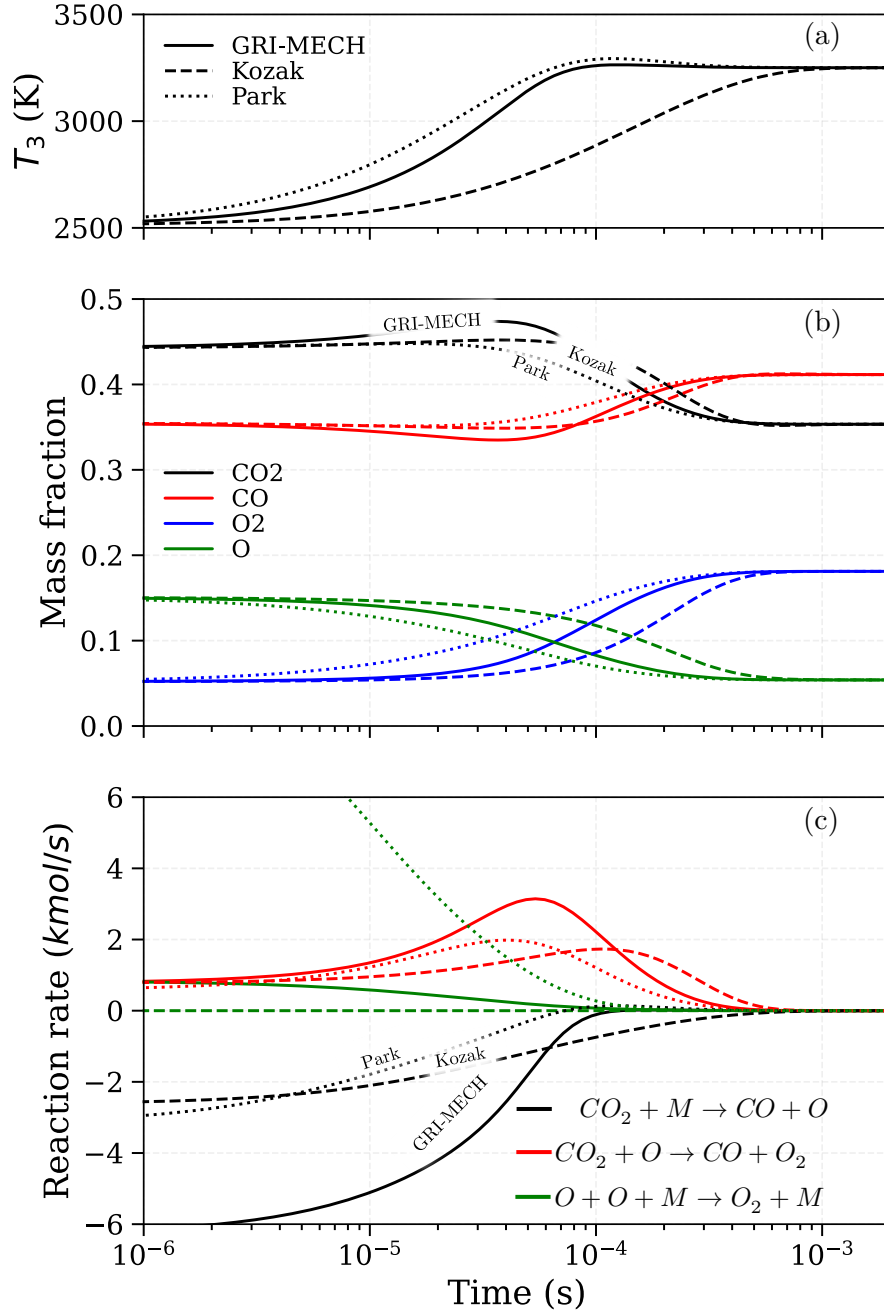 (a)
GRI-MECH
Kozak
Park
T₃ (K)
3500
3000
2500
(b)
GRI-MECH
Kozak
Park
CO2
CO
O2
O
Mass fraction
0.5
0.4
0.3
0.2
0.1
0.0
(c)
Park
Kozak
GRI-MECH
CO₂ + M → CO + O
CO₂ + O → CO + O₂
O + O + M → O₂ + M
Reaction rate (kmol/s)
6
4
2
0
−2
−4
−6
10⁻⁶ 10⁻⁵ 10⁻⁴ 10⁻³
Time (s)